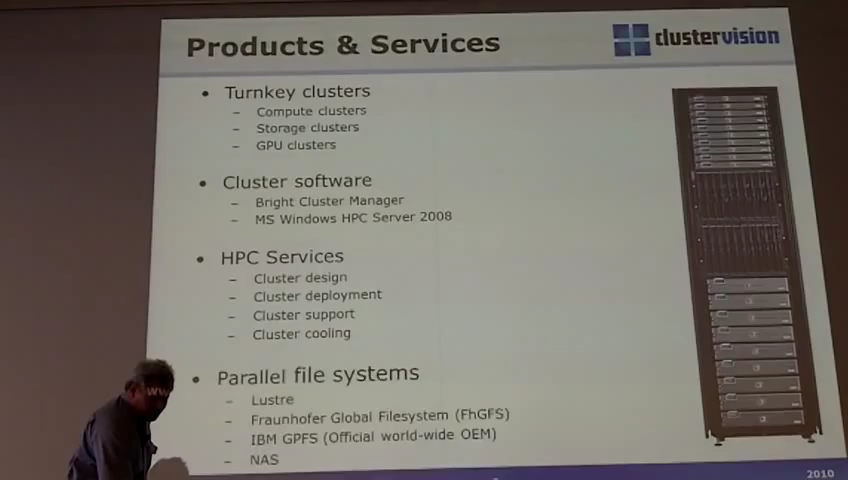 Products & Services
clustervision
• Turnkey clusters
– Compute clusters
– Storage clusters
– GPU clusters
• Cluster software
– Bright Cluster Manager
– MS Windows HPC Server 2008
• HPC Services
– Cluster design
– Cluster deployment
– Cluster support
– Cluster cooling
• Parallel file systems
– Lustre
– Fraunhofer Global Filesystem (FhGFS)
– IBM GPFS (Official world-wide OEM)
– NAS
2010